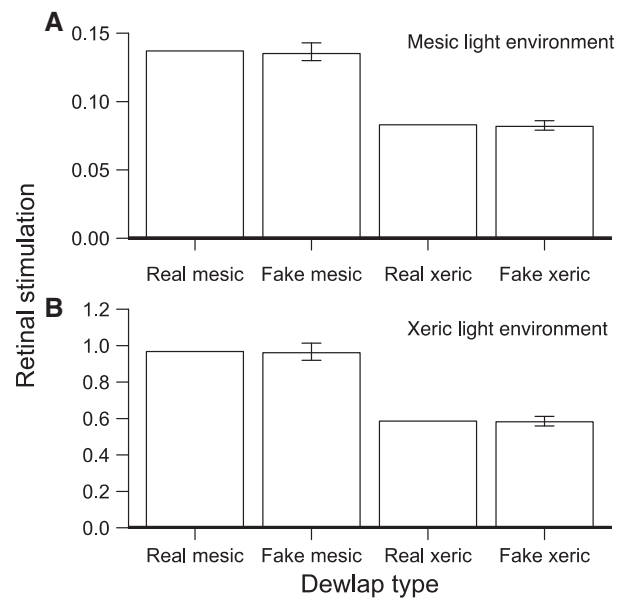 A
Mesic light environment
0.15
0.10
0.05
0.00
Real mesic Fake mesic Real xeric Fake xeric
Retinal stimulation
B
Xeric light environment
1.2
1.0
0.8
0.6
0.4
0.2
0.0
Real mesic Fake mesic Real xeric Fake xeric
Dewlap type